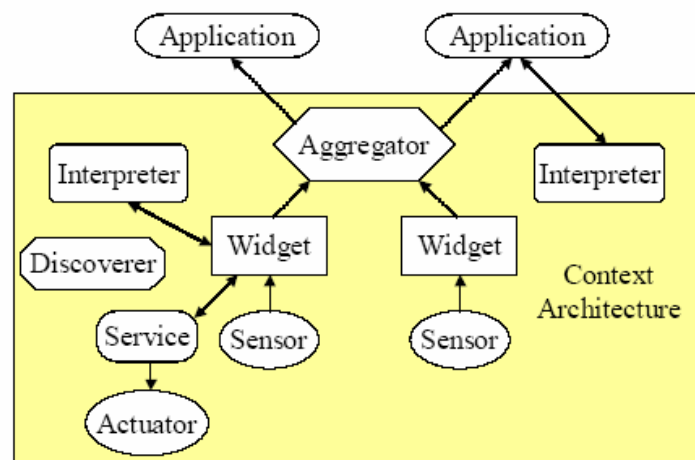 Application
Application
Aggregator
Interpreter
Interpreter
Widget
Widget
Discoverer
Context
Architecture
Service
Sensor
Sensor
Actuator